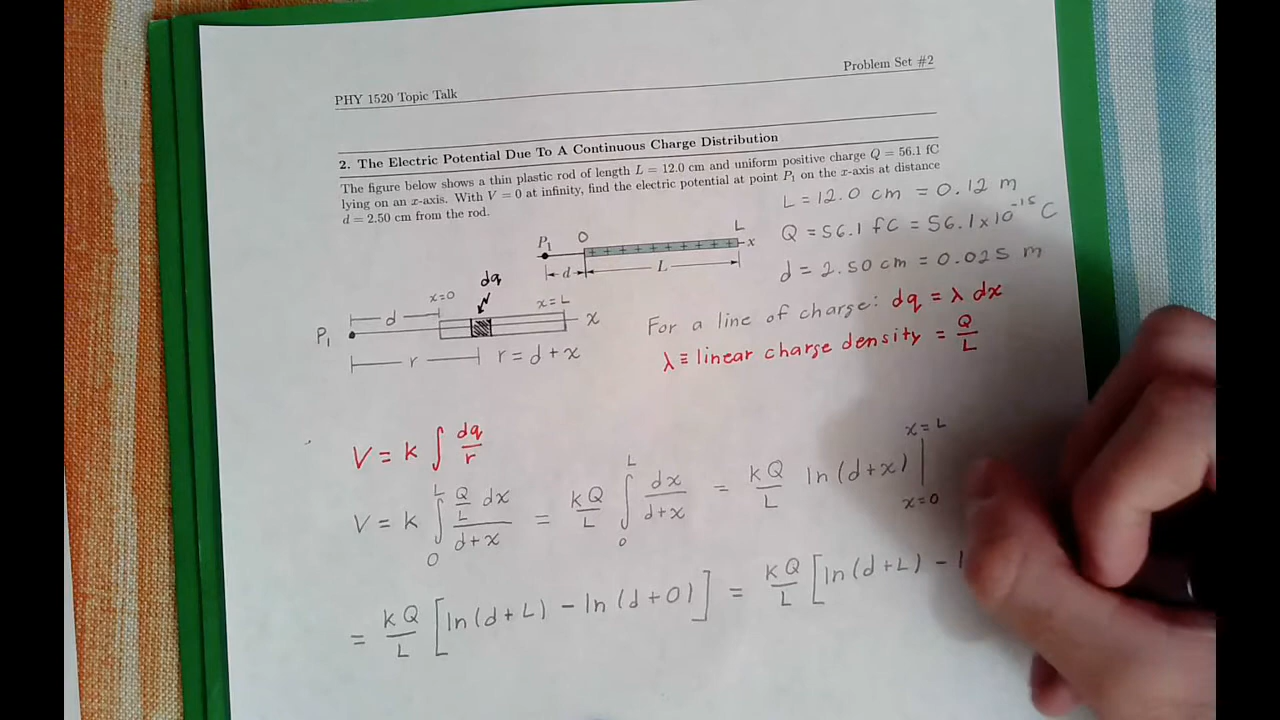 PHY 1520 Topic Talk
Problem Set #2
2. The Electric Potential Due To A Continuous Charge Distribution
The figure below shows a thin plastic rod of length L = 12.0 cm and uniform positive charge Q = 56.1 fC
lying on an x-axis. With V = 0 at infinity, find the electric potential at point P₁ on the x-axis at distance
d = 2.50 cm from the rod.
L = 12.0 cm = 0.12 m
Q = 56.1 fC = 56.1 x 10⁻¹⁵ C
d = 2.50 cm = 0.025 m
P₁ 0 L x
d L
dq
x=0 x=L
d x
P₁
r r = d + x
For a line of charge: dq = λ dx
λ ≡ linear charge density = Q/L
V = k ∫ dq/r
V = k ∫₀ᴸ (Q/L dx)/(d+x) = kQ/L ∫₀ᴸ dx/(d+x) = kQ/L ln(d+x) | x=L x=0
= kQ/L [ln(d+L) − ln(d+0)] = kQ/L [ln(d+L) −